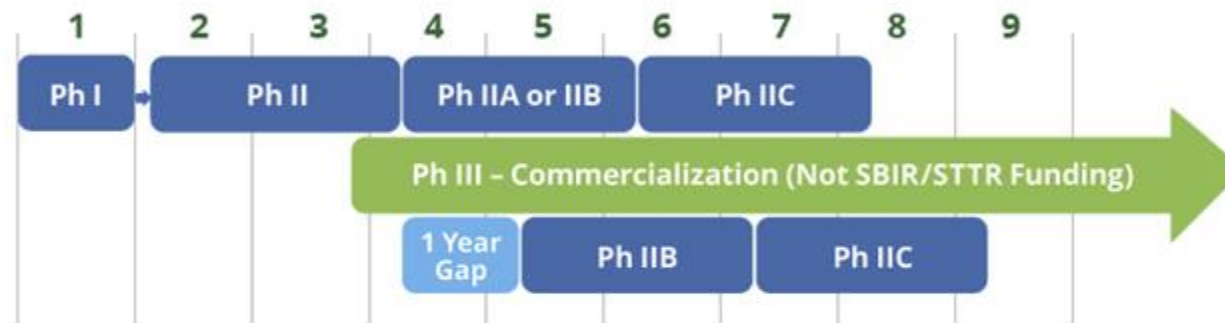 1 2 3 4 5 6 7 8 9
Ph I Ph II Ph IIA or IIB Ph IIC
Ph III – Commercialization (Not SBIR/STTR Funding)
1 Year
Gap
Ph IIB Ph IIC